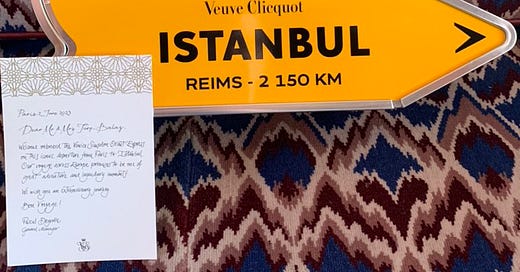 Veuve Clicquot
ISTANBUL
REIMS - 2 150 KM
Paris 2 June 2023
Dear Mr & Mrs
Welcome onboard the Venice Simplon Orient Express
on this iconic departure from Paris to Istanbul.
Our voyage across Europe promises to be one of
great adventure and legendary moments.
We wish you an extraordinary journey
Bon Voyage!
Pascal
General Manager